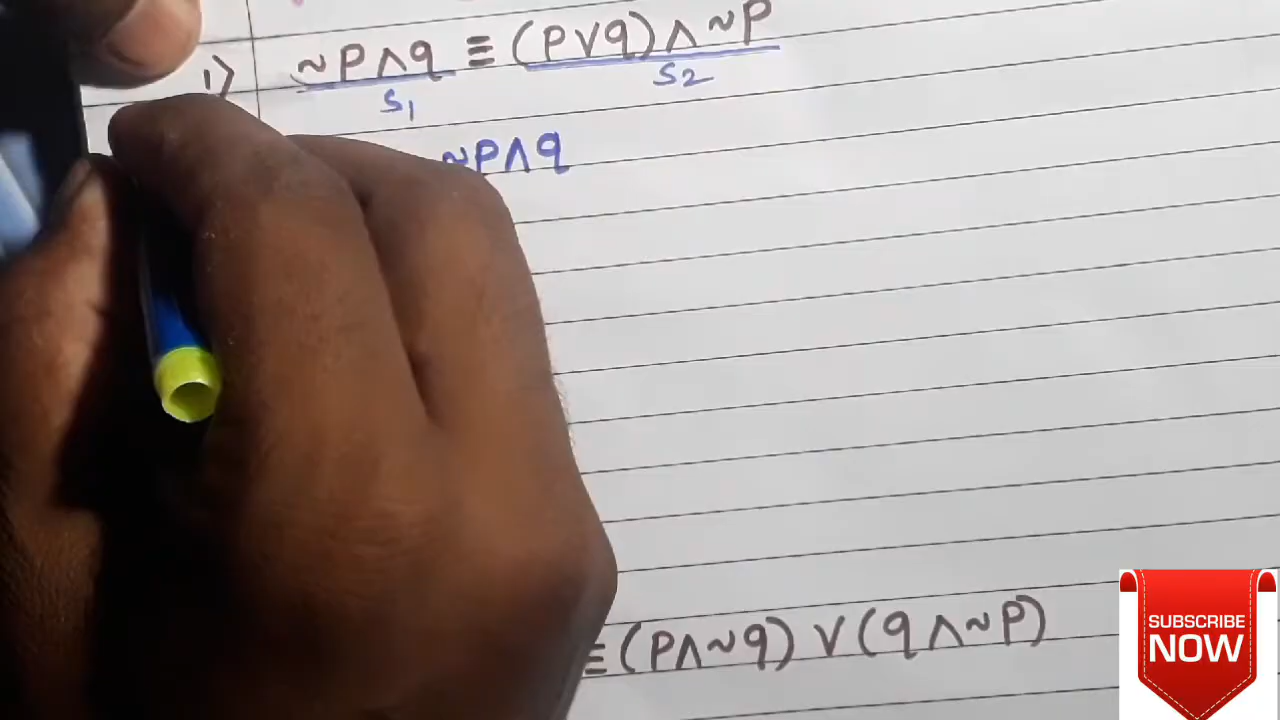 1) ~P∧q ≡ (P∨q)∧~P
S1 S2
~P∧q
≡ (P∧~q) ∨ (q∧~P)
SUBSCRIBE
NOW